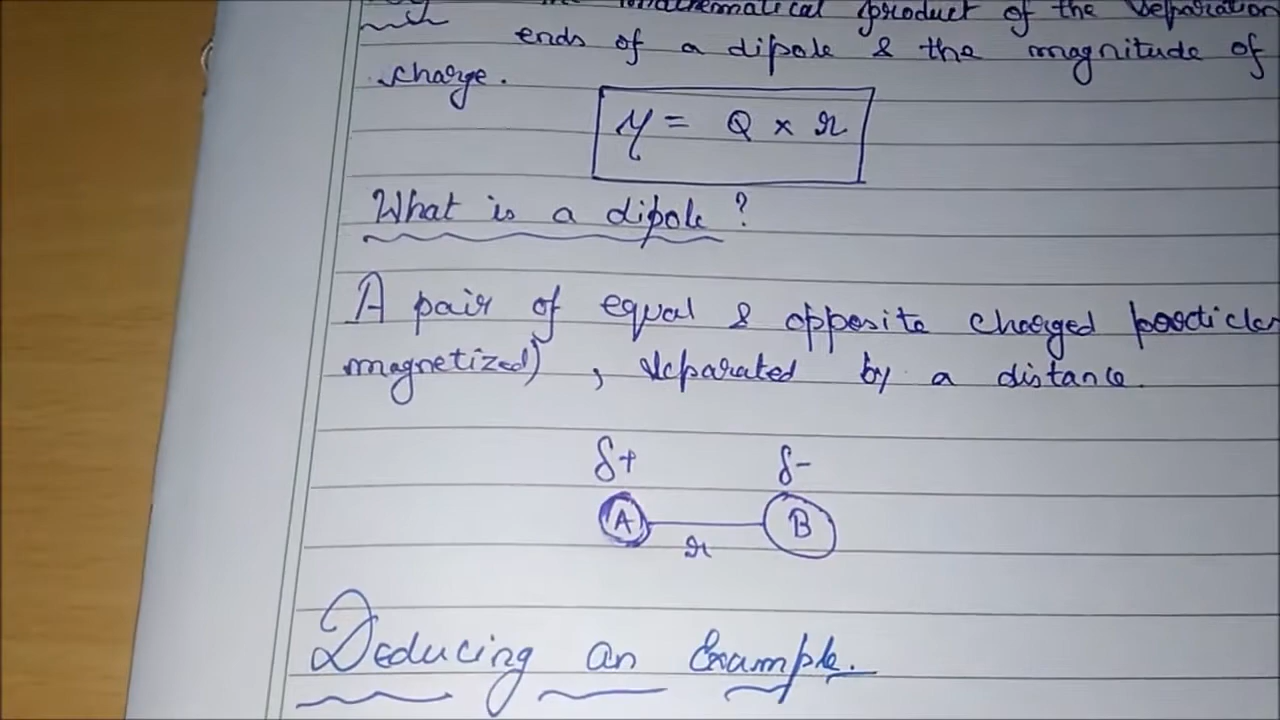 mathematical product of the separation
ends of a dipole & the magnitude of
charge.
μ = Q × r
What is a dipole ?
A pair of equal & opposite charged particles
magnetized) , separated by a distance.
δ+ δ-
A B
r
Deducing an Example.